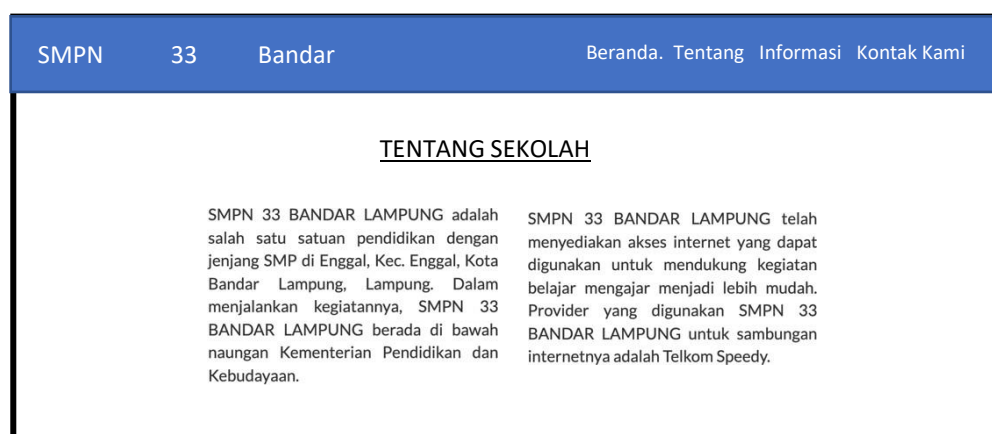 SMPN 33 Bandar
Beranda. Tentang Informasi Kontak Kami
TENTANG SEKOLAH
SMPN 33 BANDAR LAMPUNG adalah
salah satu satuan pendidikan dengan
jenjang SMP di Enggal, Kec. Enggal, Kota
Bandar Lampung, Lampung. Dalam
menjalankan kegiatannya, SMPN 33
BANDAR LAMPUNG berada di bawah
naungan Kementerian Pendidikan dan
Kebudayaan.
SMPN 33 BANDAR LAMPUNG telah
menyediakan akses internet yang dapat
digunakan untuk mendukung kegiatan
belajar mengajar menjadi lebih mudah.
Provider yang digunakan SMPN 33
BANDAR LAMPUNG untuk sambungan
internetnya adalah Telkom Speedy.